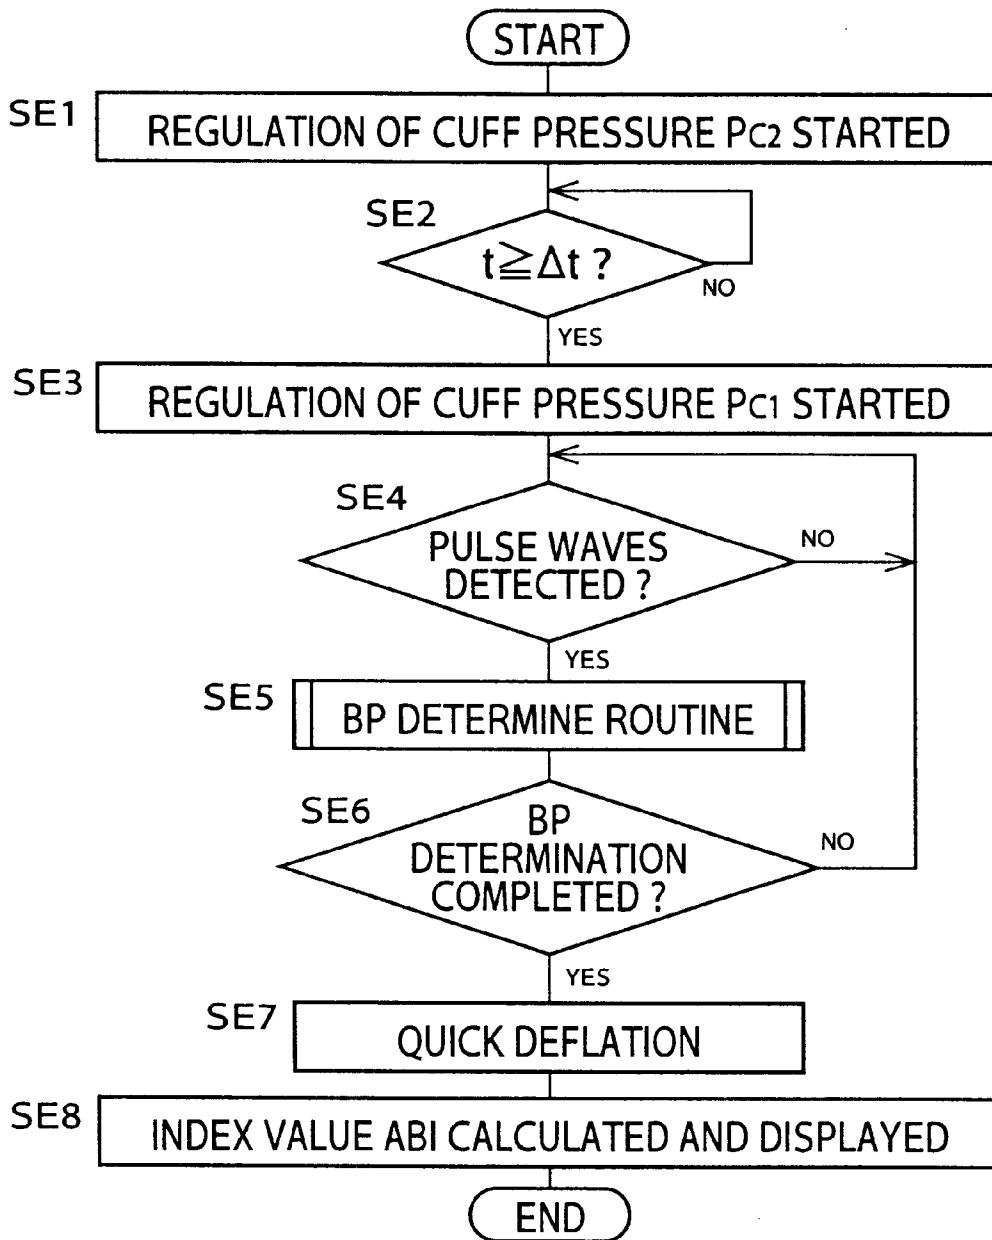 START
SE1
REGULATION OF CUFF PRESSURE PC2 STARTED
SE2
t≧Δt ?
NO
YES
SE3
REGULATION OF CUFF PRESSURE PC1 STARTED
SE4
PULSE WAVES
DETECTED ?
NO
YES
SE5
BP DETERMINE ROUTINE
SE6
BP
DETERMINATION
COMPLETED ?
NO
YES
SE7
QUICK DEFLATION
SE8
INDEX VALUE ABI CALCULATED AND DISPLAYED
END